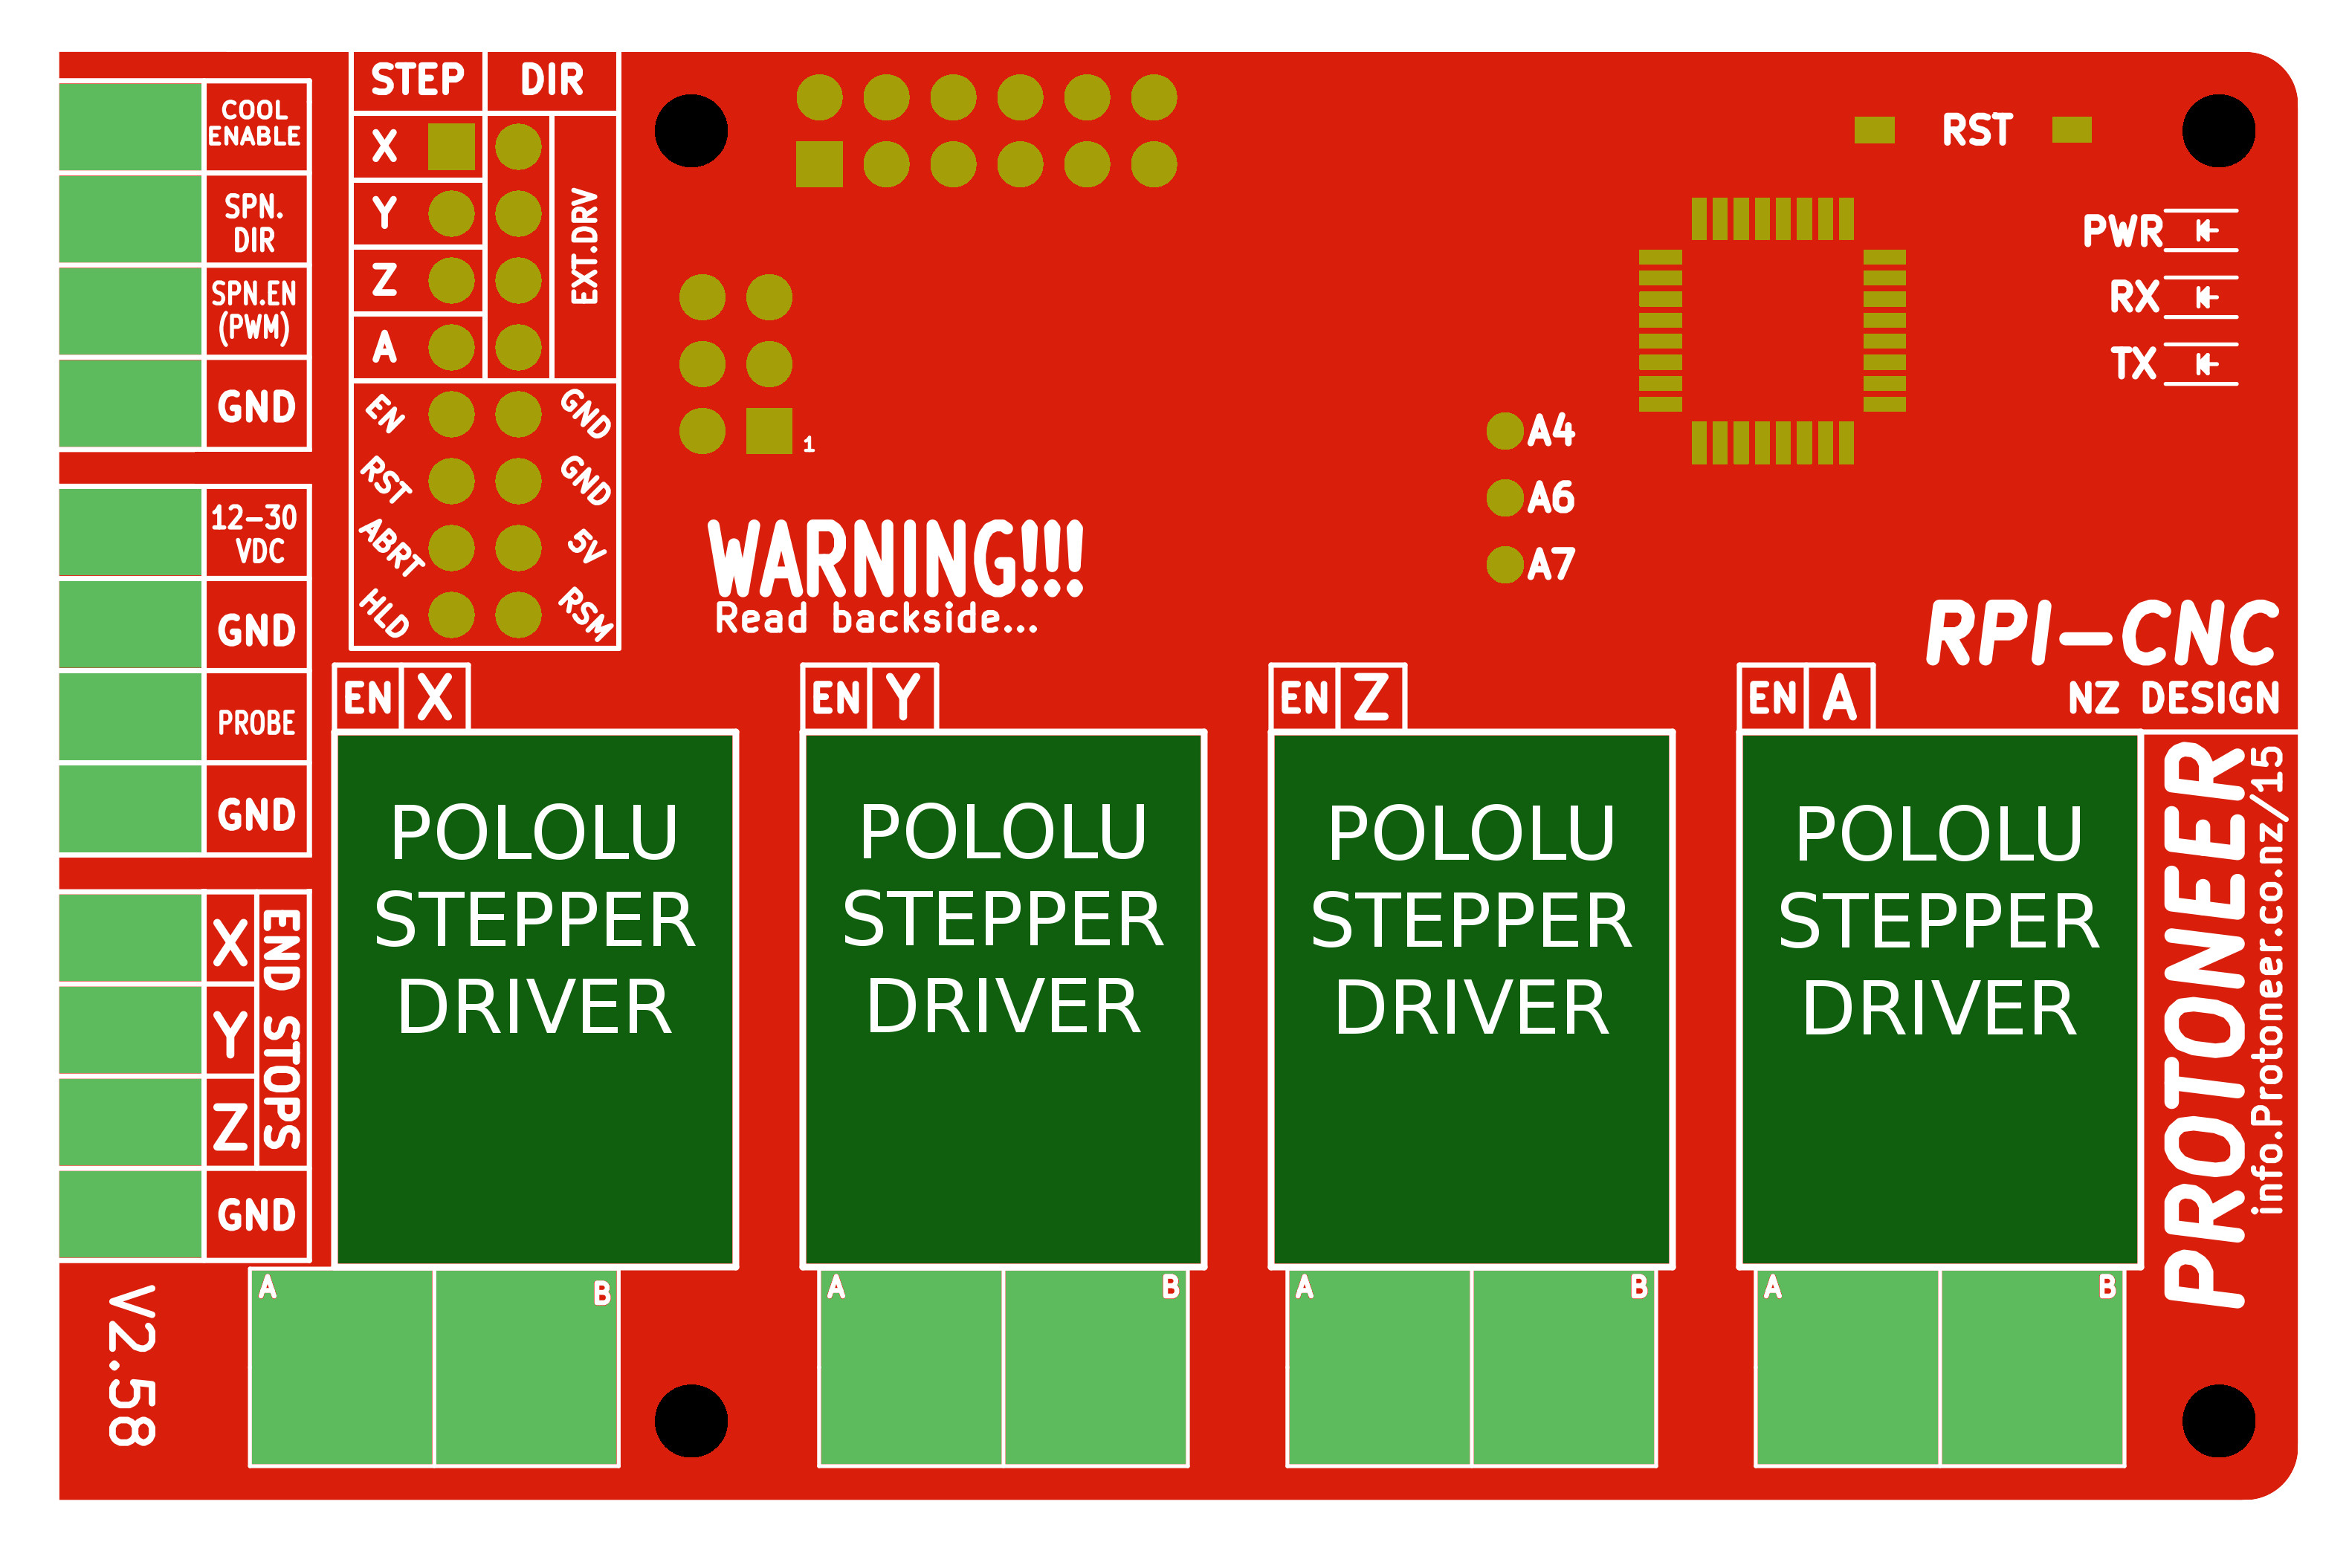 COOL
ENABLE
SPN.
DIR
SPN.EN
(PWM)
GND
12-30
VDC
GND
PROBE
GND
X
Y
Z
GND
END STOPS
V2.58
STEP
DIR
X
Y
Z
A
EXT.DRV
EN
GND
RST
GND
ABRT
5V
HLD
RSM
1
WARNING!!!
Read backside...
A4
A6
A7
RST
PWR
RX
TX
RPI-CNC
NZ DESIGN
PROTONEER
info.Protoneer.co.nz/15
EN X
POLOLU
STEPPER
DRIVER
A B
EN Y
POLOLU
STEPPER
DRIVER
A B
EN Z
POLOLU
STEPPER
DRIVER
A B
EN A
POLOLU
STEPPER
DRIVER
A B